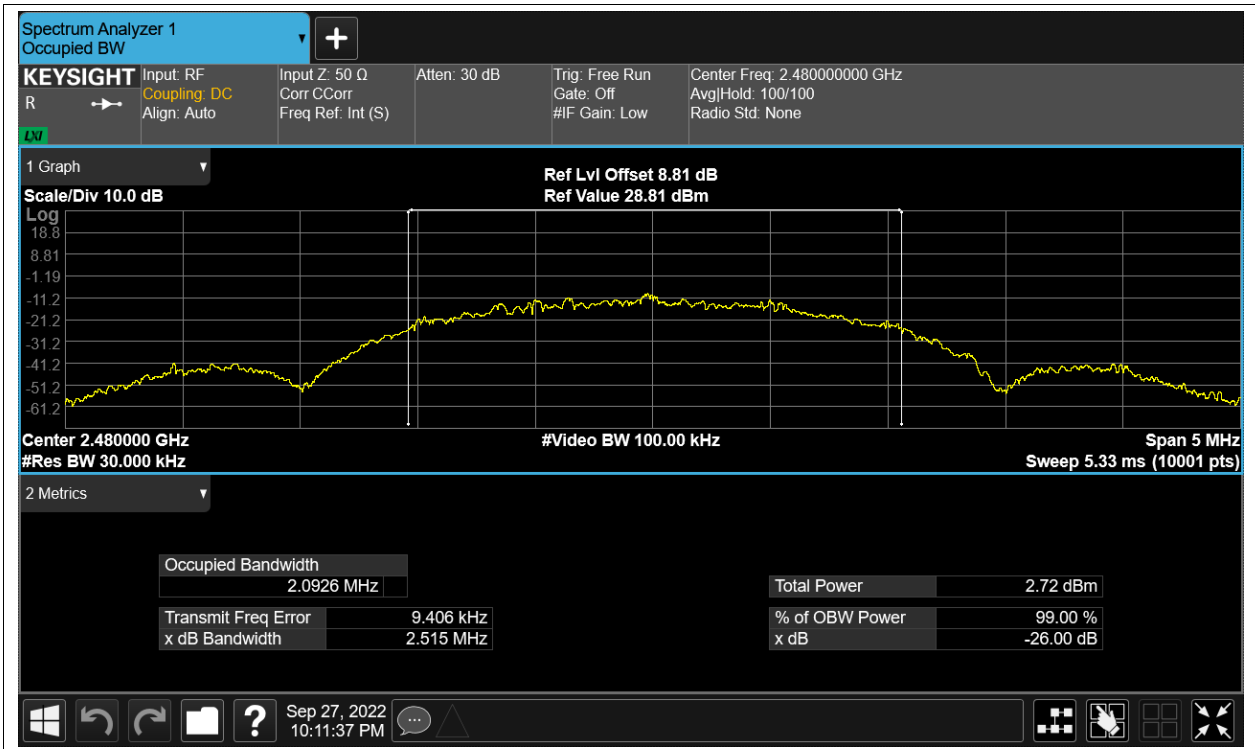 Spectrum Analyzer 1
Occupied BW
KEYSIGHT
R
LXI
Input: RF
Coupling: DC
Align: Auto
Input Z: 50 Ω
Corr CCorr
Freq Ref: Int (S)
Atten: 30 dB
Trig: Free Run
Gate: Off
#IF Gain: Low
Center Freq: 2.480000000 GHz
Avg|Hold: 100/100
Radio Std: None
1 Graph
Scale/Div 10.0 dB
Ref Lvl Offset 8.81 dB
Ref Value 28.81 dBm
Log
18.8
8.81
-1.19
-11.2
-21.2
-31.2
-41.2
-51.2
-61.2
Center 2.480000 GHz
#Res BW 30.000 kHz
#Video BW 100.00 kHz
Span 5 MHz
Sweep 5.33 ms (10001 pts)
2 Metrics
Occupied Bandwidth
2.0926 MHz
Transmit Freq Error 9.406 kHz
x dB Bandwidth 2.515 MHz
Total Power 2.72 dBm
% of OBW Power 99.00 %
x dB -26.00 dB
?
Sep 27, 2022
10:11:37 PM